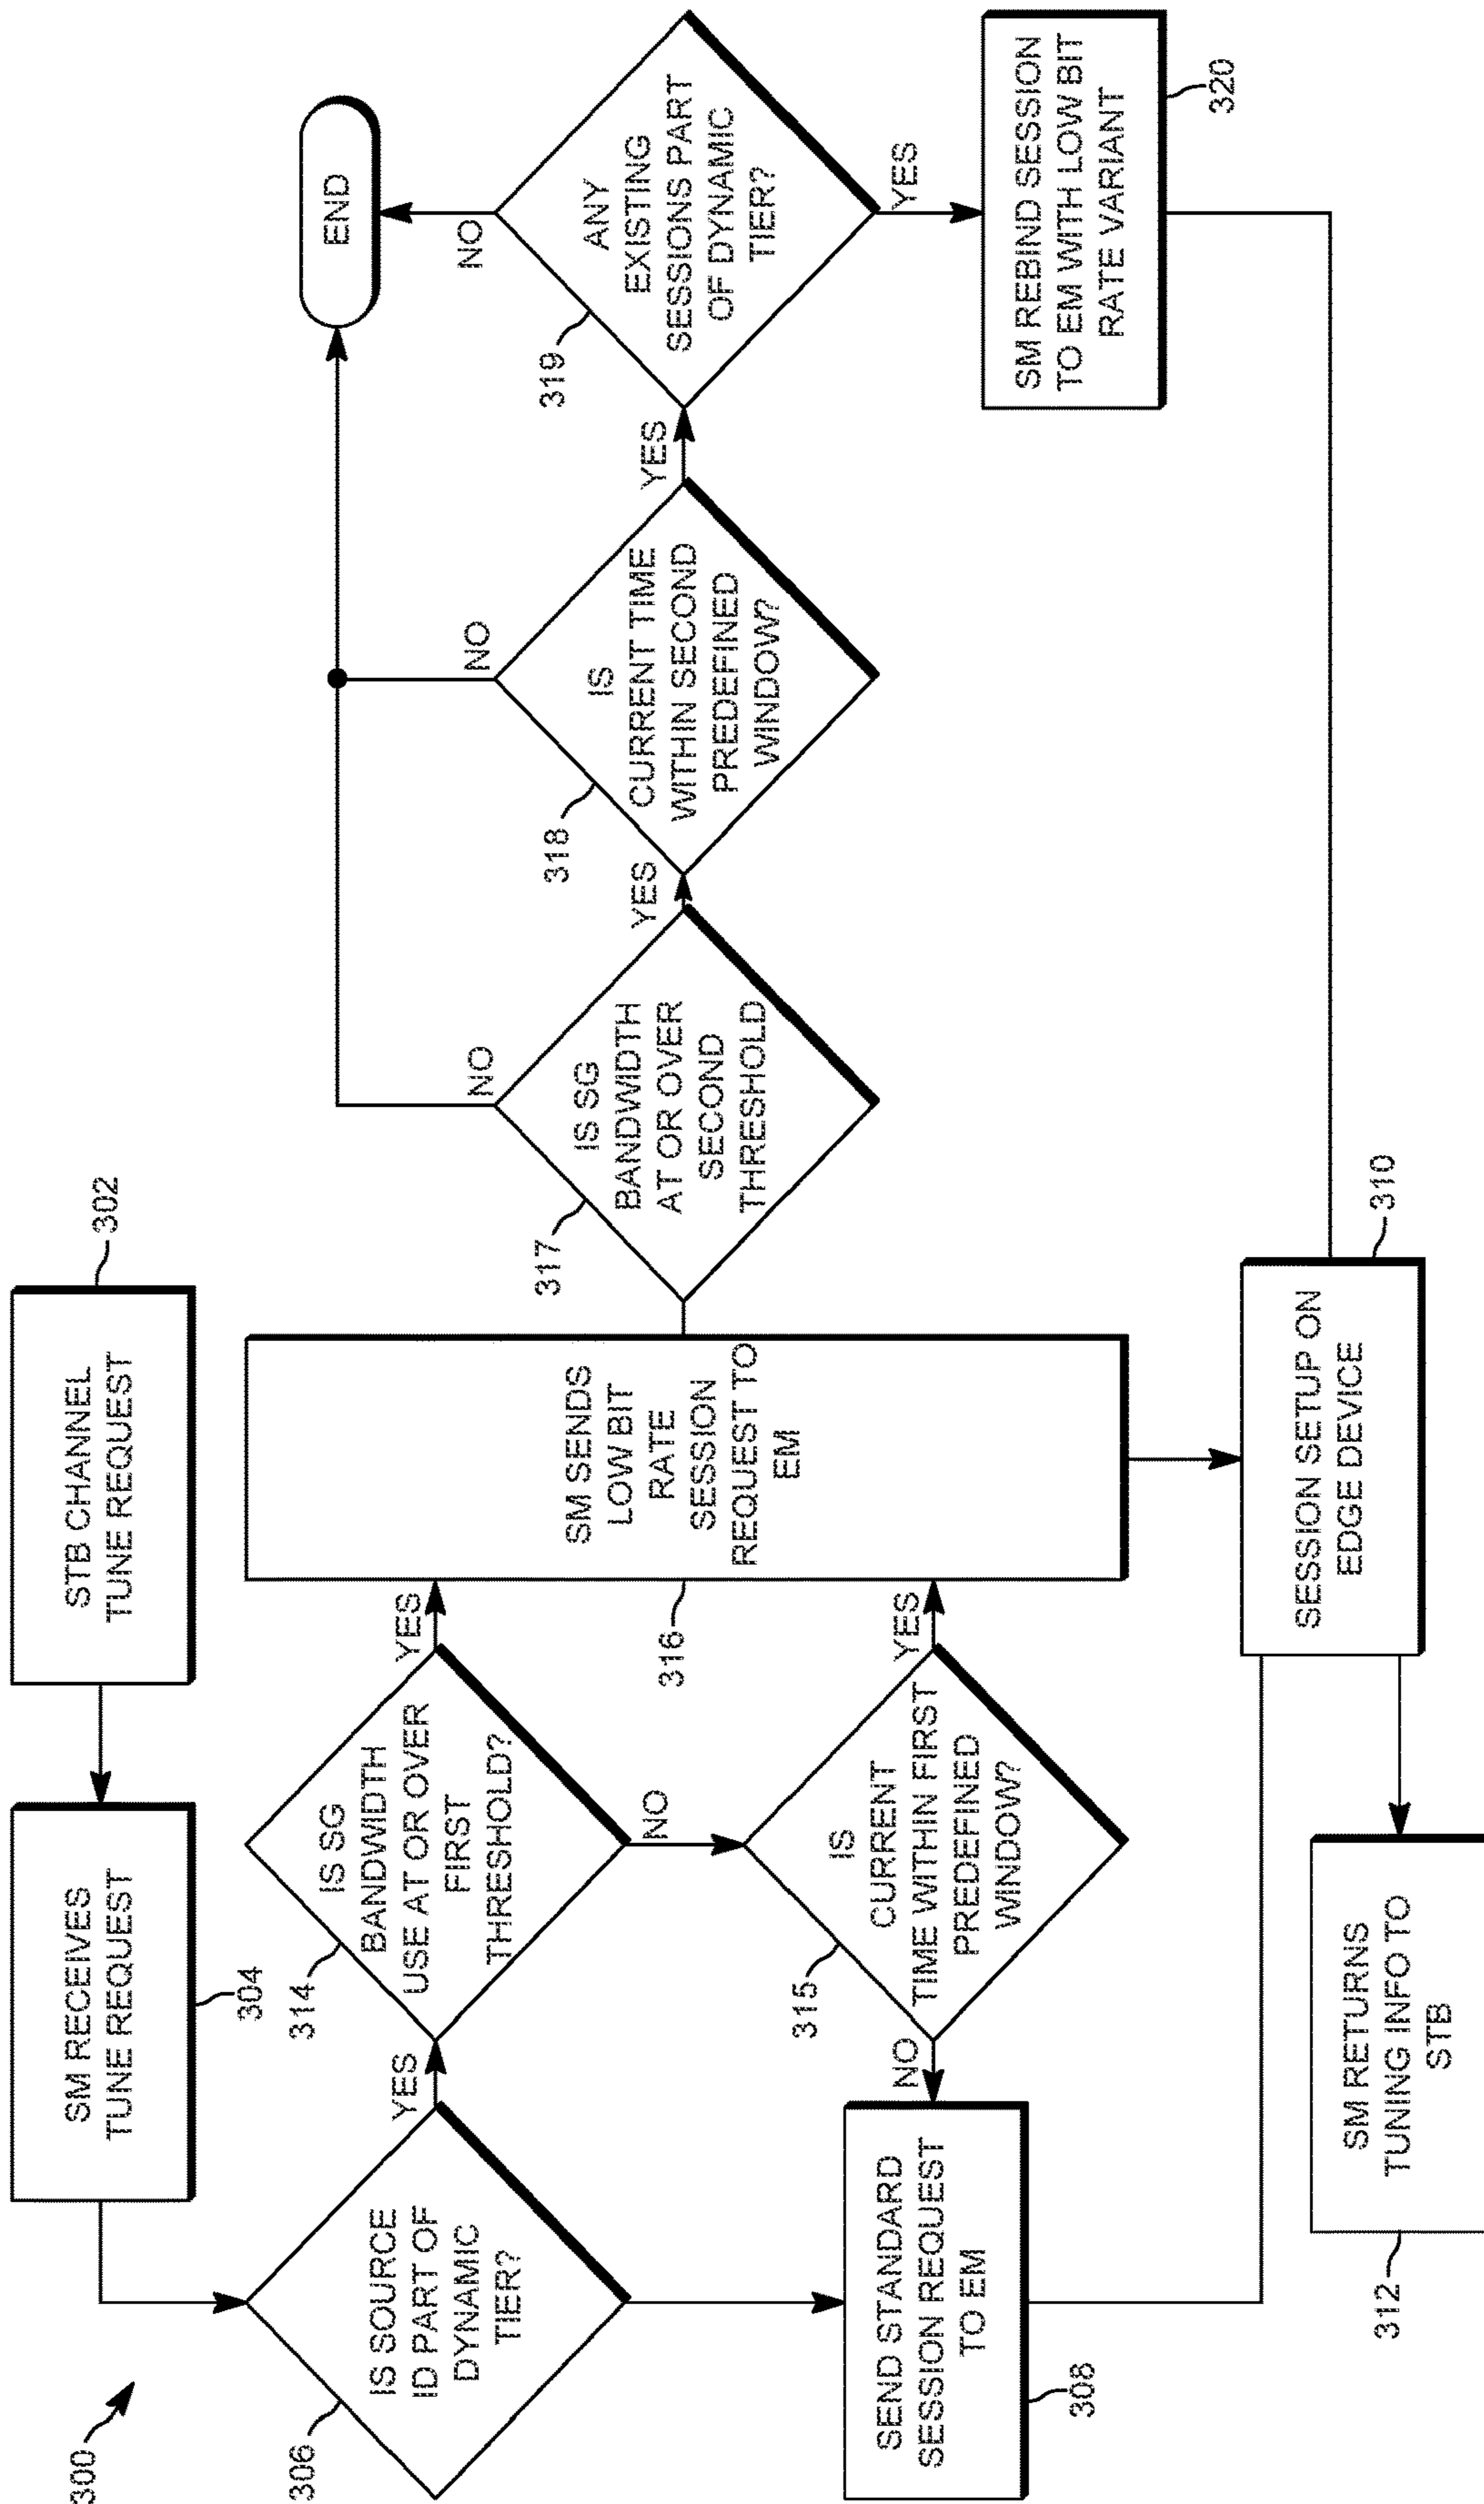 300
STB CHANNEL
TUNE REQUEST
302
SM RECEIVES
TUNE REQUEST
304
IS SOURCE
ID PART OF
DYNAMIC
TIER?
306
YES
IS SG
BANDWIDTH
USE AT OR OVER
FIRST
THRESHOLD?
314
YES
NO
IS
CURRENT
TIME WITHIN FIRST
PREDEFINED
WINDOW?
315
YES
NO
SEND STANDARD
SESSION REQUEST
TO EM
308
SM SENDS
LOW BIT
RATE
SESSION
REQUEST TO
EM
316
IS SG
BANDWIDTH
AT OR OVER
SECOND
THRESHOLD
317
NO
YES
IS
CURRENT TIME
WITHIN SECOND
PREDEFINED
WINDOW?
318
NO
YES
ANY
EXISTING
SESSIONS PART
OF DYNAMIC
TIER?
319
NO
YES
END
SM REBIND SESSION
TO EM WITH LOW BIT
RATE VARIANT
320
SESSION SETUP ON
EDGE DEVICE
310
SM RETURNS
TUNING INFO TO
STB
312